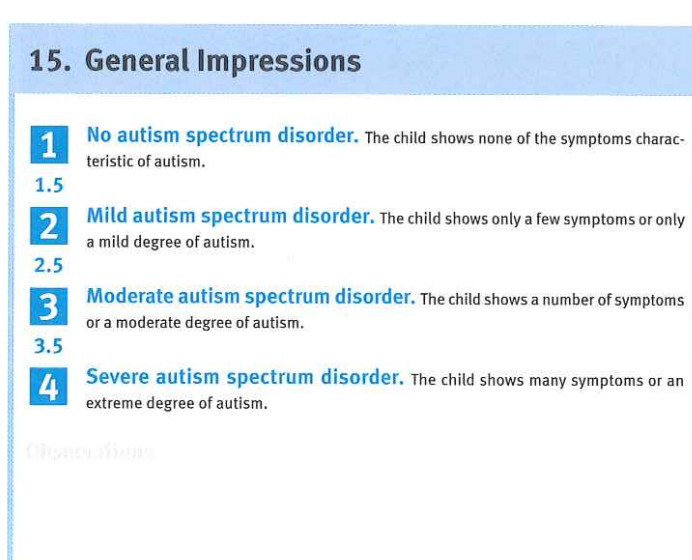 15. General Impressions
1 No autism spectrum disorder. The child shows none of the symptoms charac-
teristic of autism.
1.5
2 Mild autism spectrum disorder. The child shows only a few symptoms or only
a mild degree of autism.
2.5
3 Moderate autism spectrum disorder. The child shows a number of symptoms
or a moderate degree of autism.
3.5
4 Severe autism spectrum disorder. The child shows many symptoms or an
extreme degree of autism.
Observations